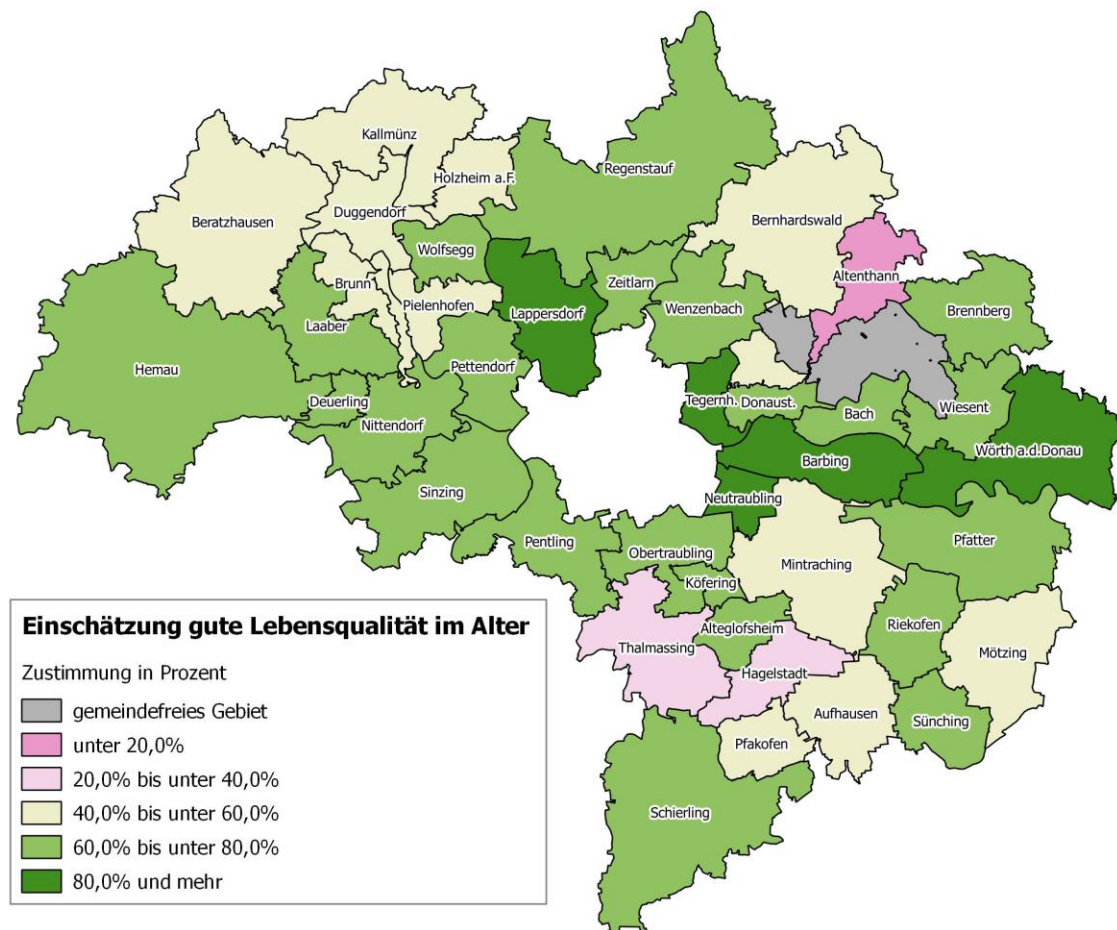 Kallmünz
Regenstauf
Holzheim a.F.
Beratzhausen
Duggendorf
Bernhardswald
Wolfsegg
Altenthann
Brunn
Zeitlarn
Pielenhofen
Wenzenbach
Lappersdorf
Brennberg
Laaber
Hemau
Pettendorf
Deuerling
Tegernh.
Donaust.
Wiesent
Bach
Nittendorf
Wörth a.d.Donau
Barbing
Sinzing
Neutraubling
Pentling
Obertraubling
Pfatter
Mintraching
Köfering
Riekofen
Alteglofsheim
Mötzing
Thalmassing
Hagelstadt
Aufhausen
Sünching
Pfakofen
Schierling
Einschätzung gute Lebensqualität im Alter
Zustimmung in Prozent
gemeindefreies Gebiet
unter 20,0%
20,0% bis unter 40,0%
40,0% bis unter 60,0%
60,0% bis unter 80,0%
80,0% und mehr